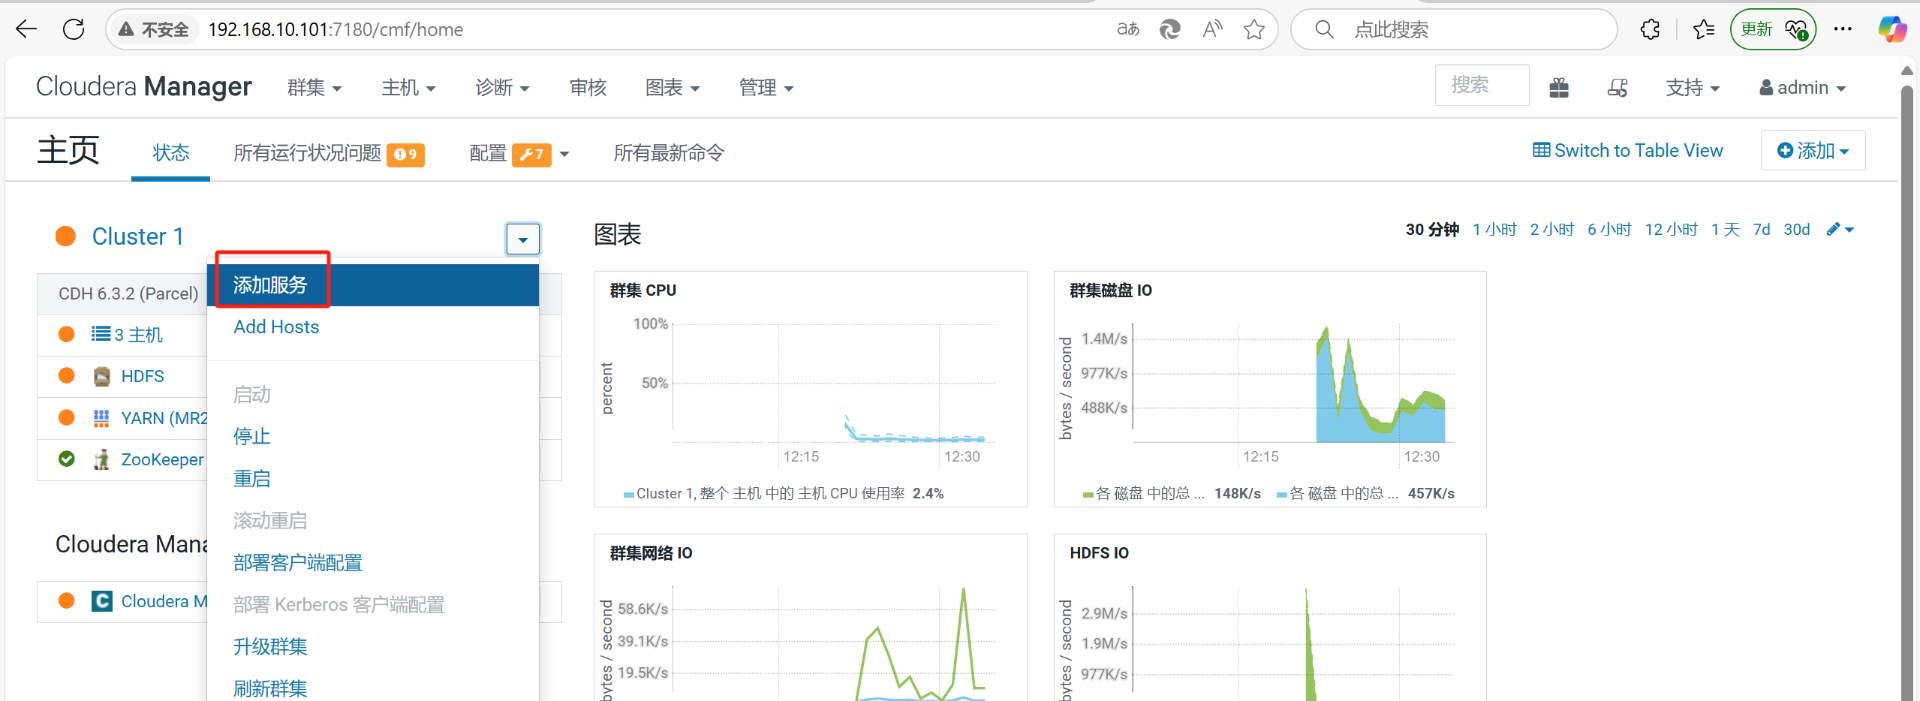 不安全 192.168.10.101:7180/cmf/home 点此搜索 更新
Cloudera Manager 群集 主机 诊断 审核 图表 管理 搜索 支持 admin
主页 状态 所有运行状况问题 9 配置 7 所有最新命令 Switch to Table View 添加
Cluster 1
添加服务
CDH 6.3.2 (Parcel)
Add Hosts
3 主机
HDFS
启动
YARN (MR2
停止
ZooKeeper
重启
滚动重启
Cloudera Mana
部署客户端配置
Cloudera M
部署 Kerberos 客户端配置
升级群集
刷新群集
图表
30 分钟 1 小时 2 小时 6 小时 12 小时 1 天 7d 30d
群集 CPU
percent
100%
50%
12:15 12:30
Cluster 1, 整个 主机 中的 主机 CPU 使用率 2.4%
群集磁盘 IO
bytes / second
1.4M/s
977K/s
488K/s
12:15 12:30
各 磁盘 中的总 ... 148K/s 各 磁盘 中的总 ... 457K/s
群集网络 IO
bytes / second
58.6K/s
39.1K/s
19.5K/s
HDFS IO
bytes / second
2.9M/s
1.9M/s
977K/s